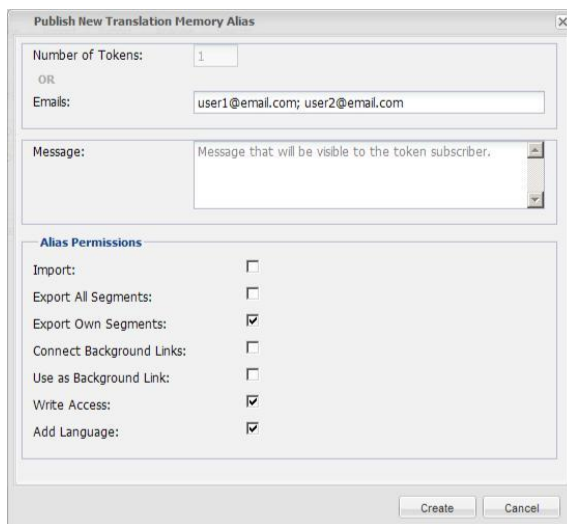 Publish New Translation Memory Alias
Number of Tokens: 1
OR
Emails: user1@email.com; user2@email.com
Message: Message that will be visible to the token subscriber.
Alias Permissions
Import:
Export All Segments:
Export Own Segments:
Connect Background Links:
Use as Background Link:
Write Access:
Add Language:
Create Cancel